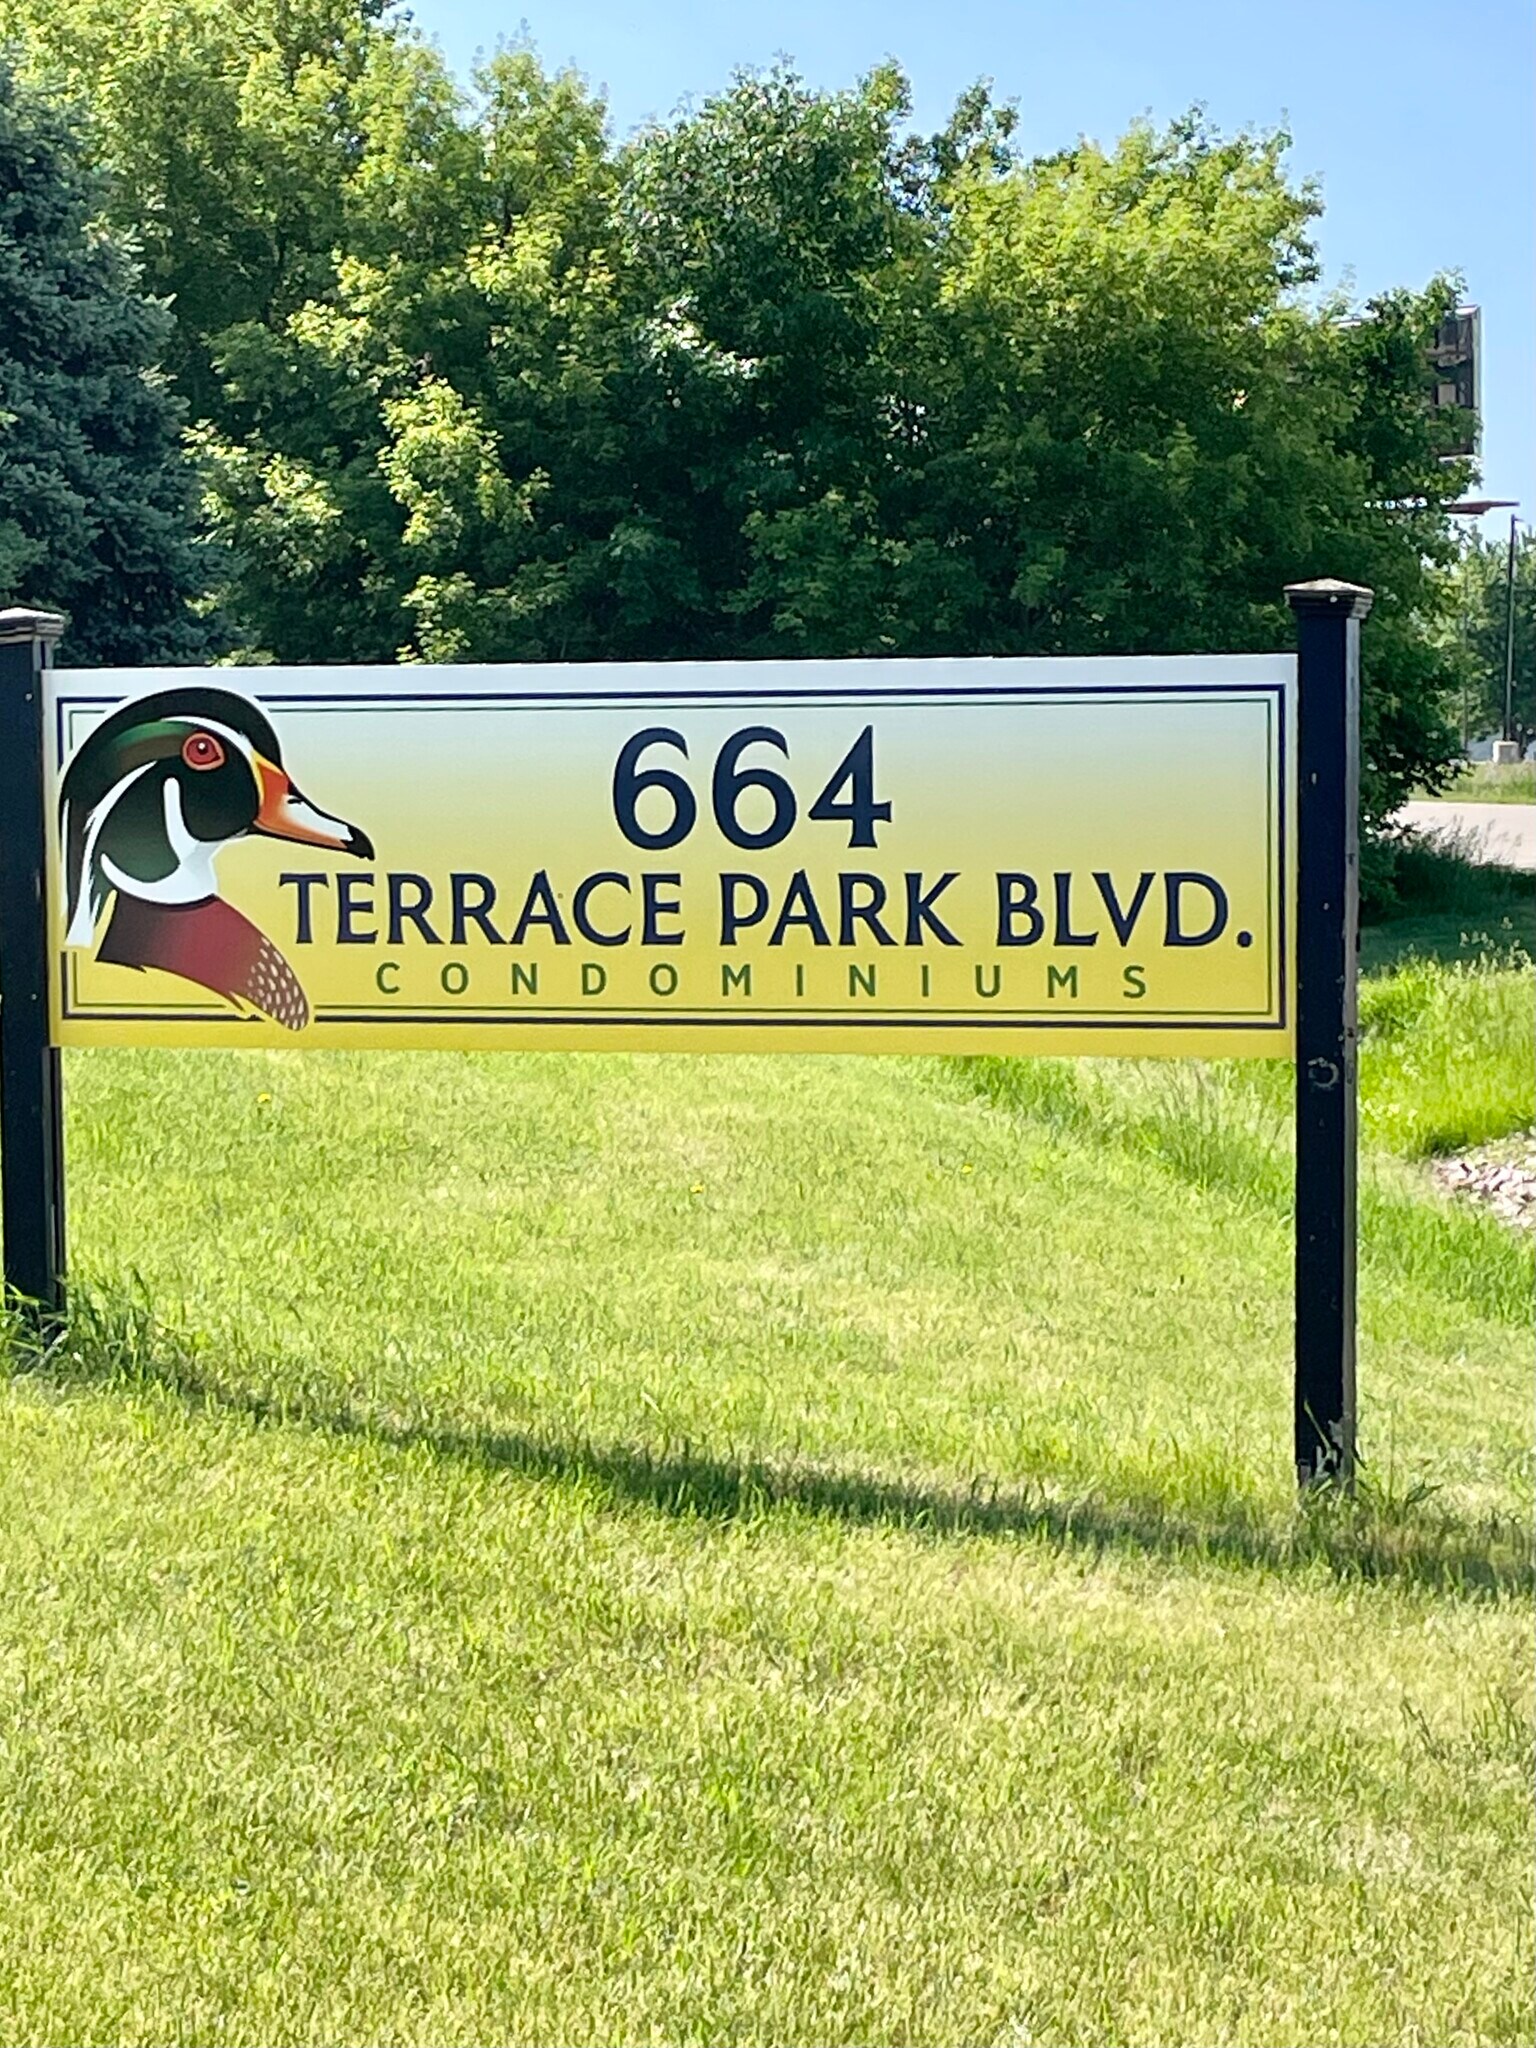 664
TERRACE PARK BLVD.
CONDOMINIUMS